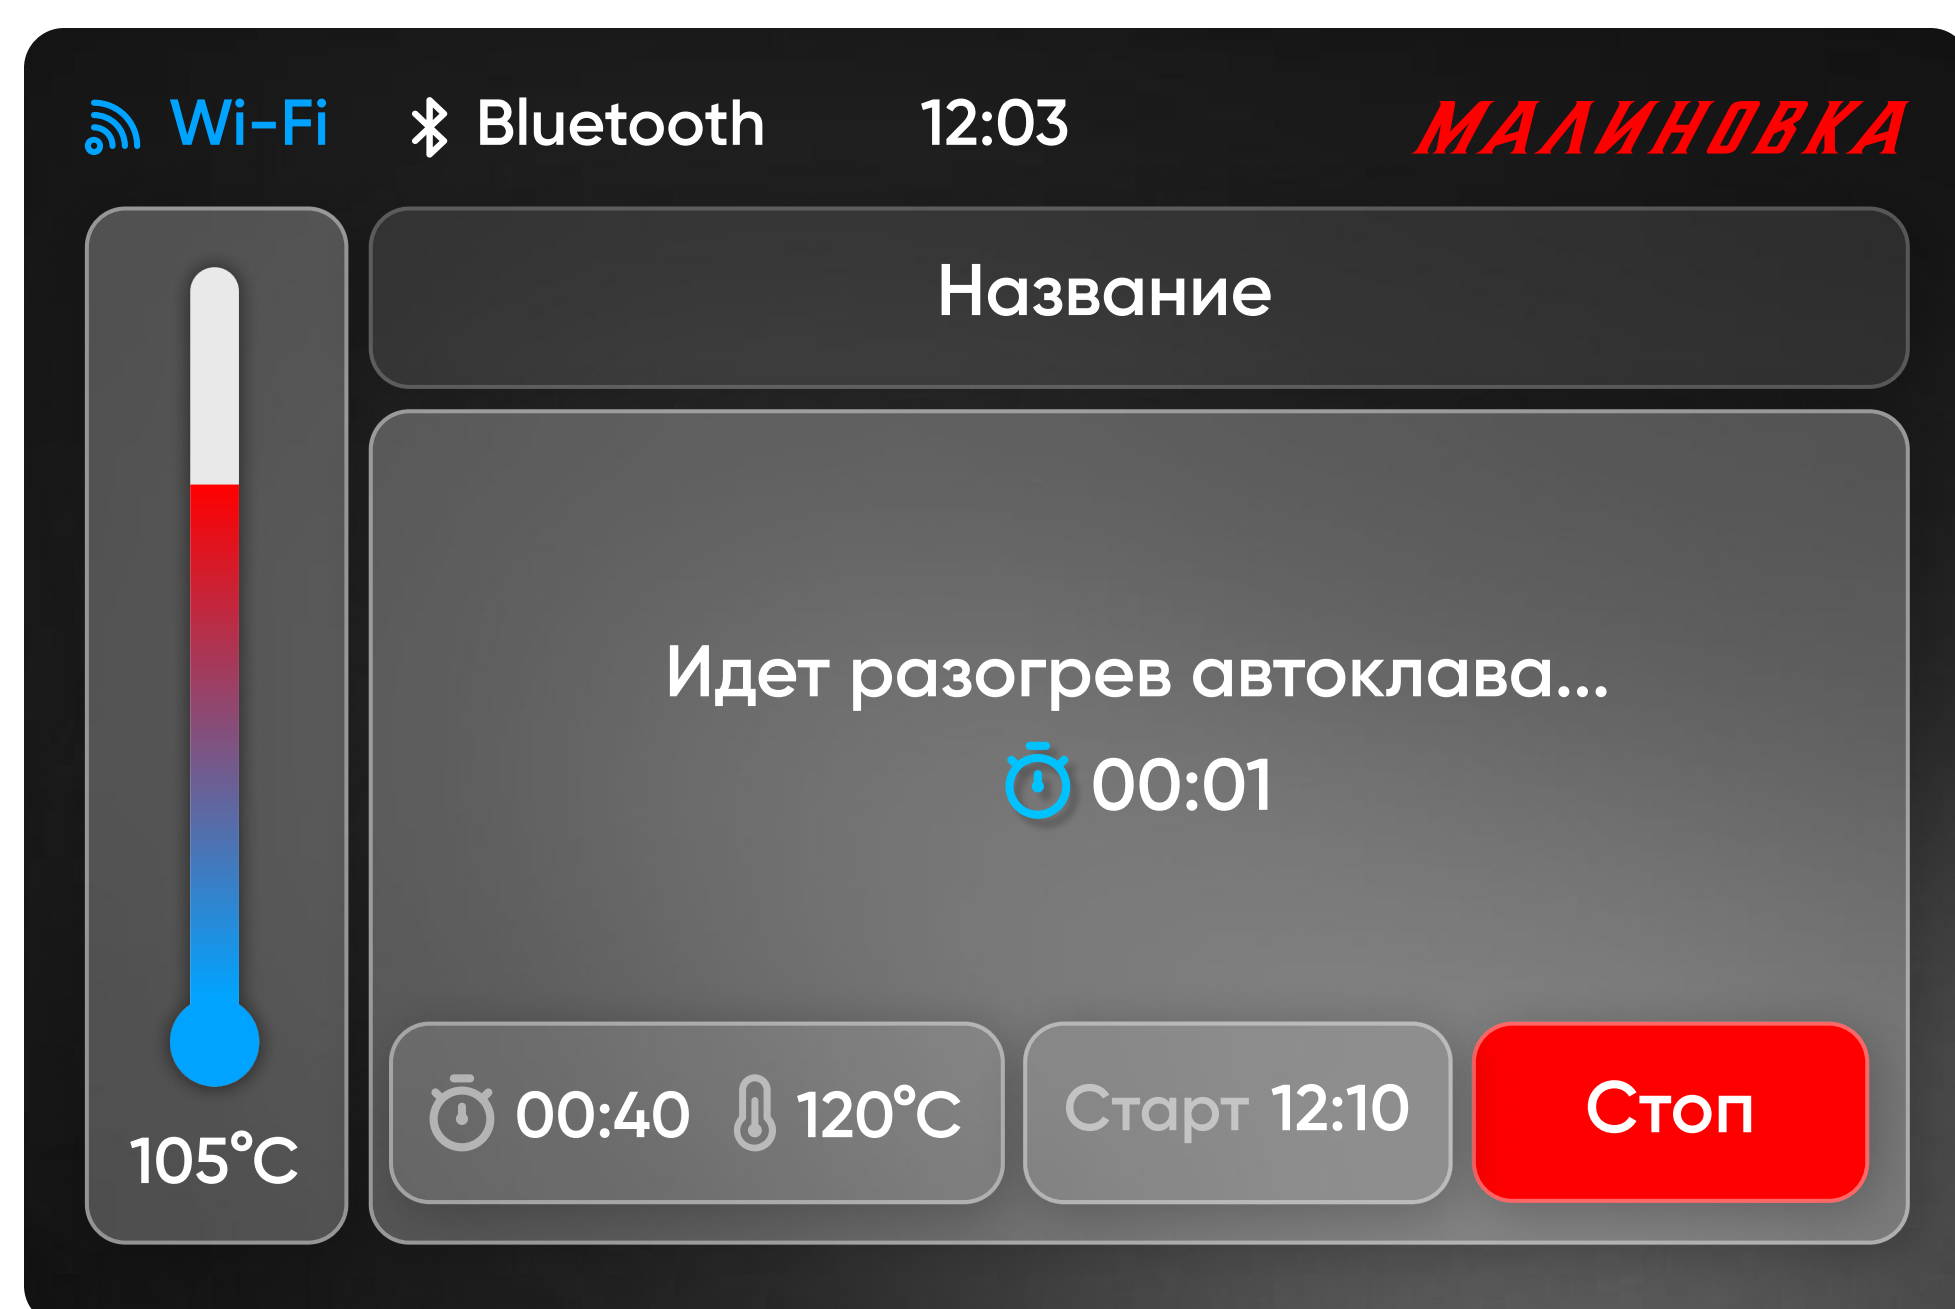 Wi-Fi Bluetooth 12:03 МАЛИНОВКА
Название
Идет разогрев автоклава...
00:01
00:40 120°C Старт 12:10 Стоп
105°C